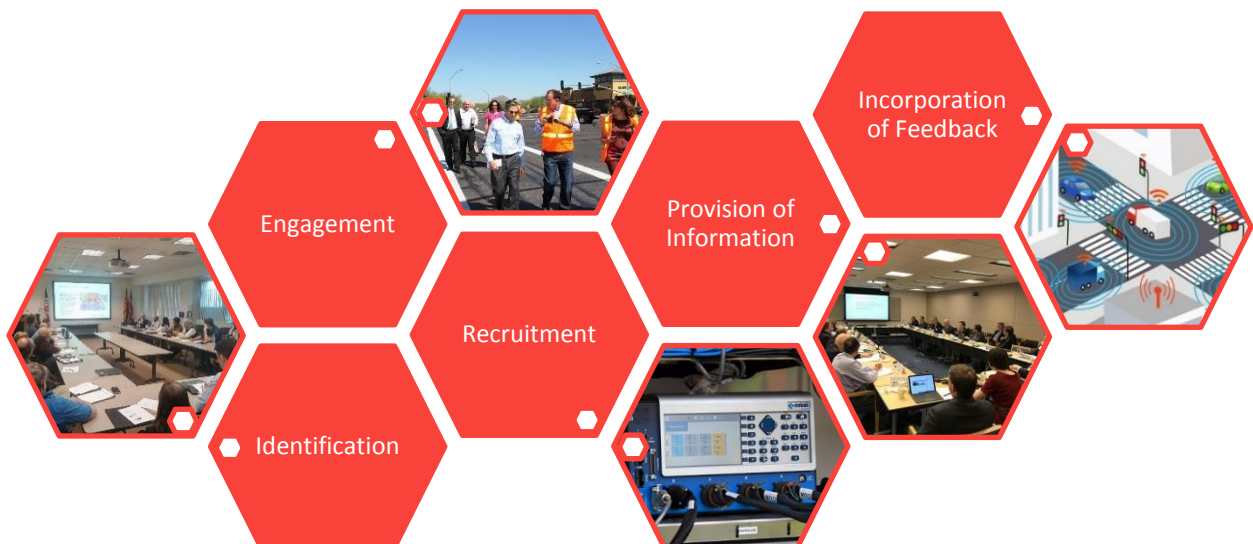 Identification
Engagement
Recruitment
Provision of
Information
Incorporation
of Feedback